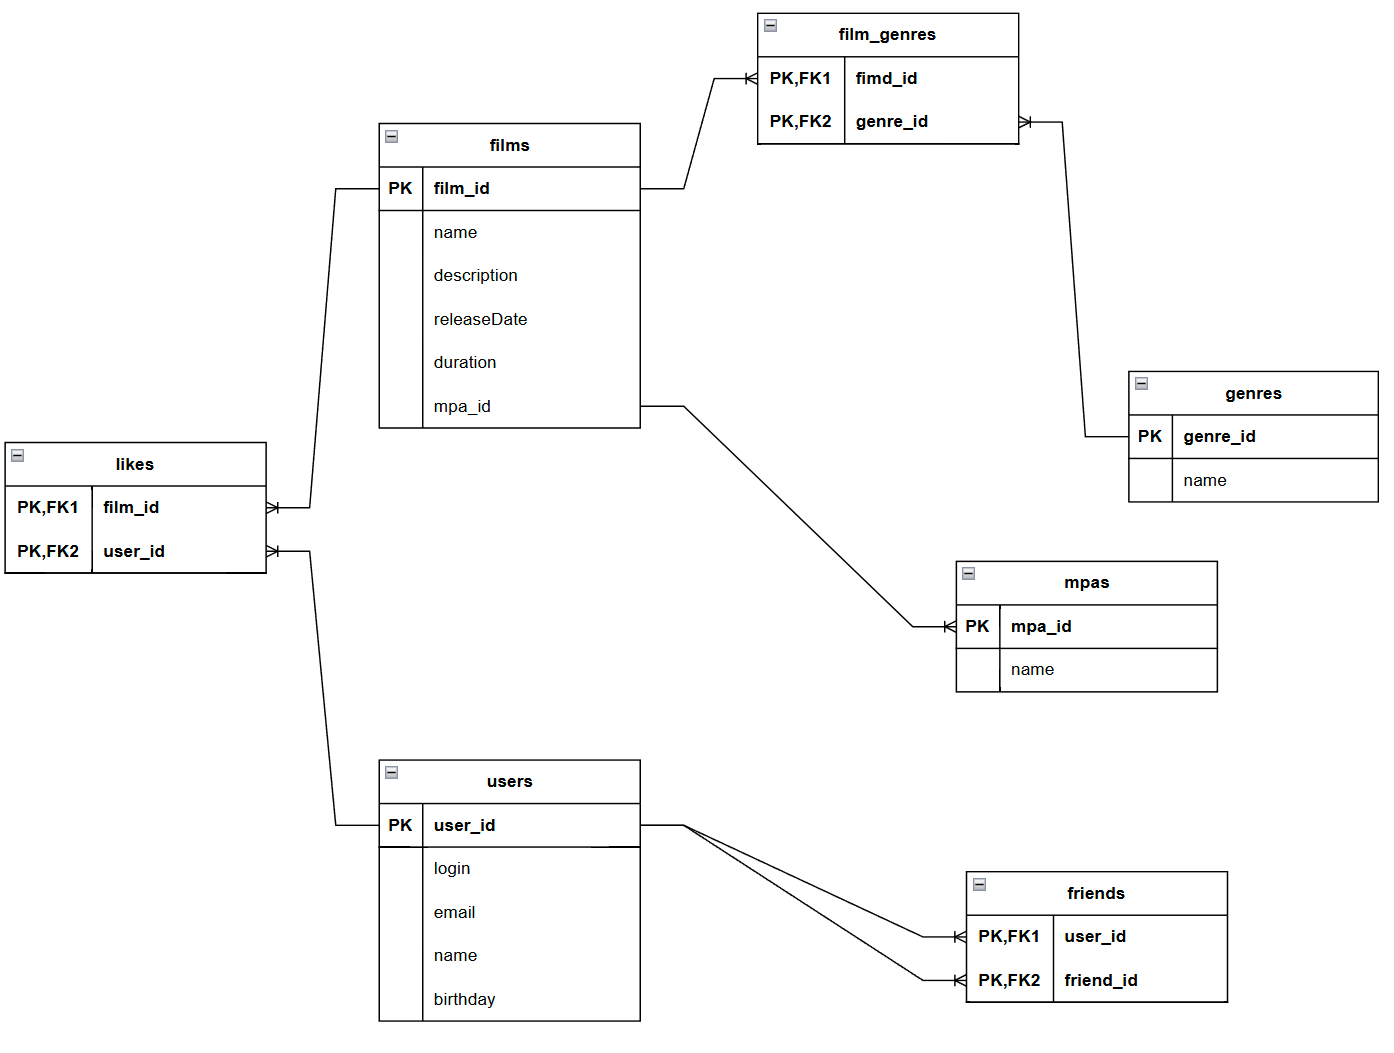 film_genres
PK,FK1 fimd_id
PK,FK2 genre_id
films
PK film_id
name
description
releaseDate
duration
mpa_id
genres
PK genre_id
name
likes
PK,FK1 film_id
PK,FK2 user_id
mpas
PK mpa_id
name
users
PK user_id
login
email
name
birthday
friends
PK,FK1 user_id
PK,FK2 friend_id